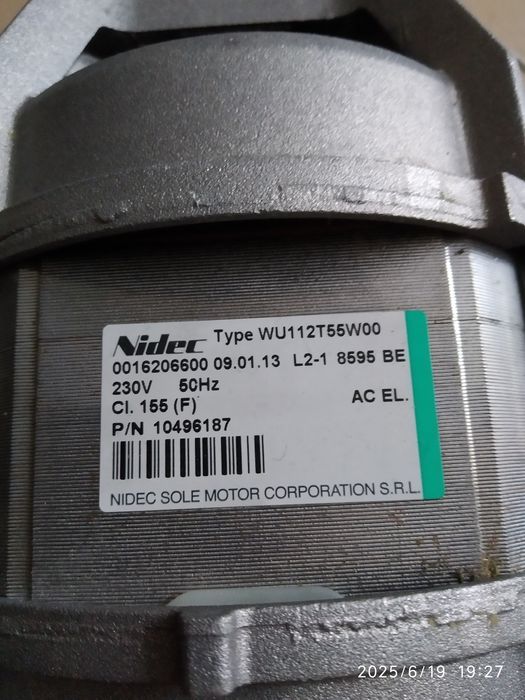 Nidec Type WU112T55W00
0016206600 09.01.13 L2-1 8595 BE
230V 50Hz
Cl. 155 (F) AC EL.
P/N 10496187
NIDEC SOLE MOTOR CORPORATION S.R.L.
2025/6/19 19:27